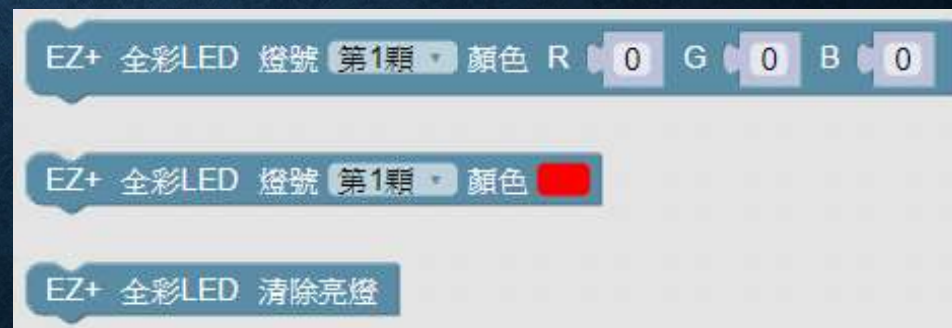 EZ+ 全彩LED 燈號 第1顆 顏色 R 0 G 0 B 0
EZ+ 全彩LED 燈號 第1顆 顏色
EZ+ 全彩LED 清除亮燈